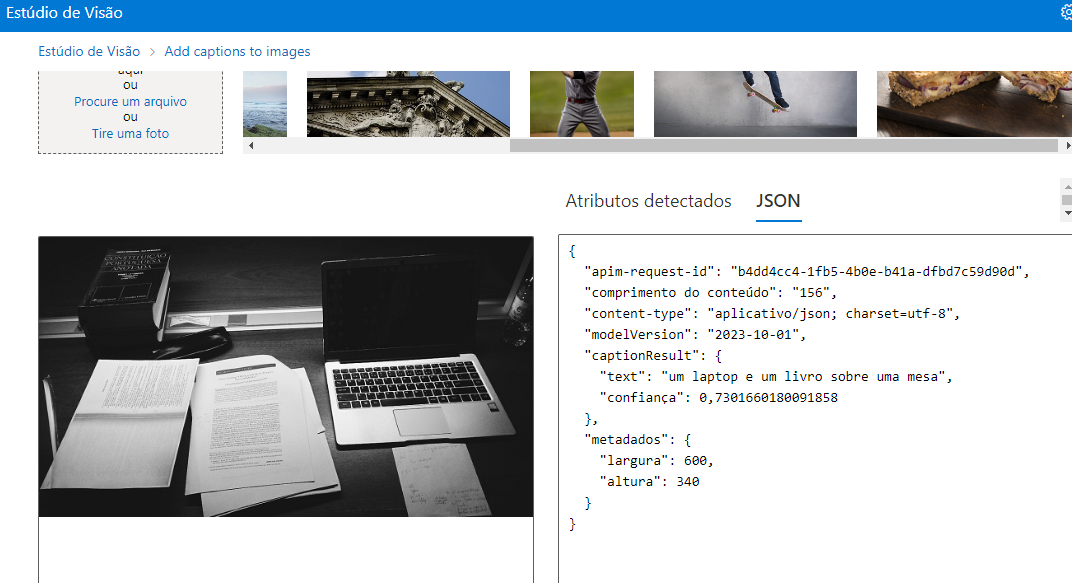 Estúdio de Visão
Estúdio de Visão > Add captions to images
aqui
ou
Procure um arquivo
ou
Tire uma foto
Atributos detectados
JSON
CONSTITUIÇÃO
PORTUGUESA
ANOTADA
{
"apim-request-id": "b4dd4cc4-1fb5-4b0e-b41a-dfbd7c59d90d",
"comprimento do conteúdo": "156",
"content-type": "aplicativo/json; charset=utf-8",
"modelVersion": "2023-10-01",
"captionResult": {
"text": "um laptop e um livro sobre uma mesa",
"confiança": 0,7301660180091858
},
"metadados": {
"largura": 600,
"altura": 340
}
}